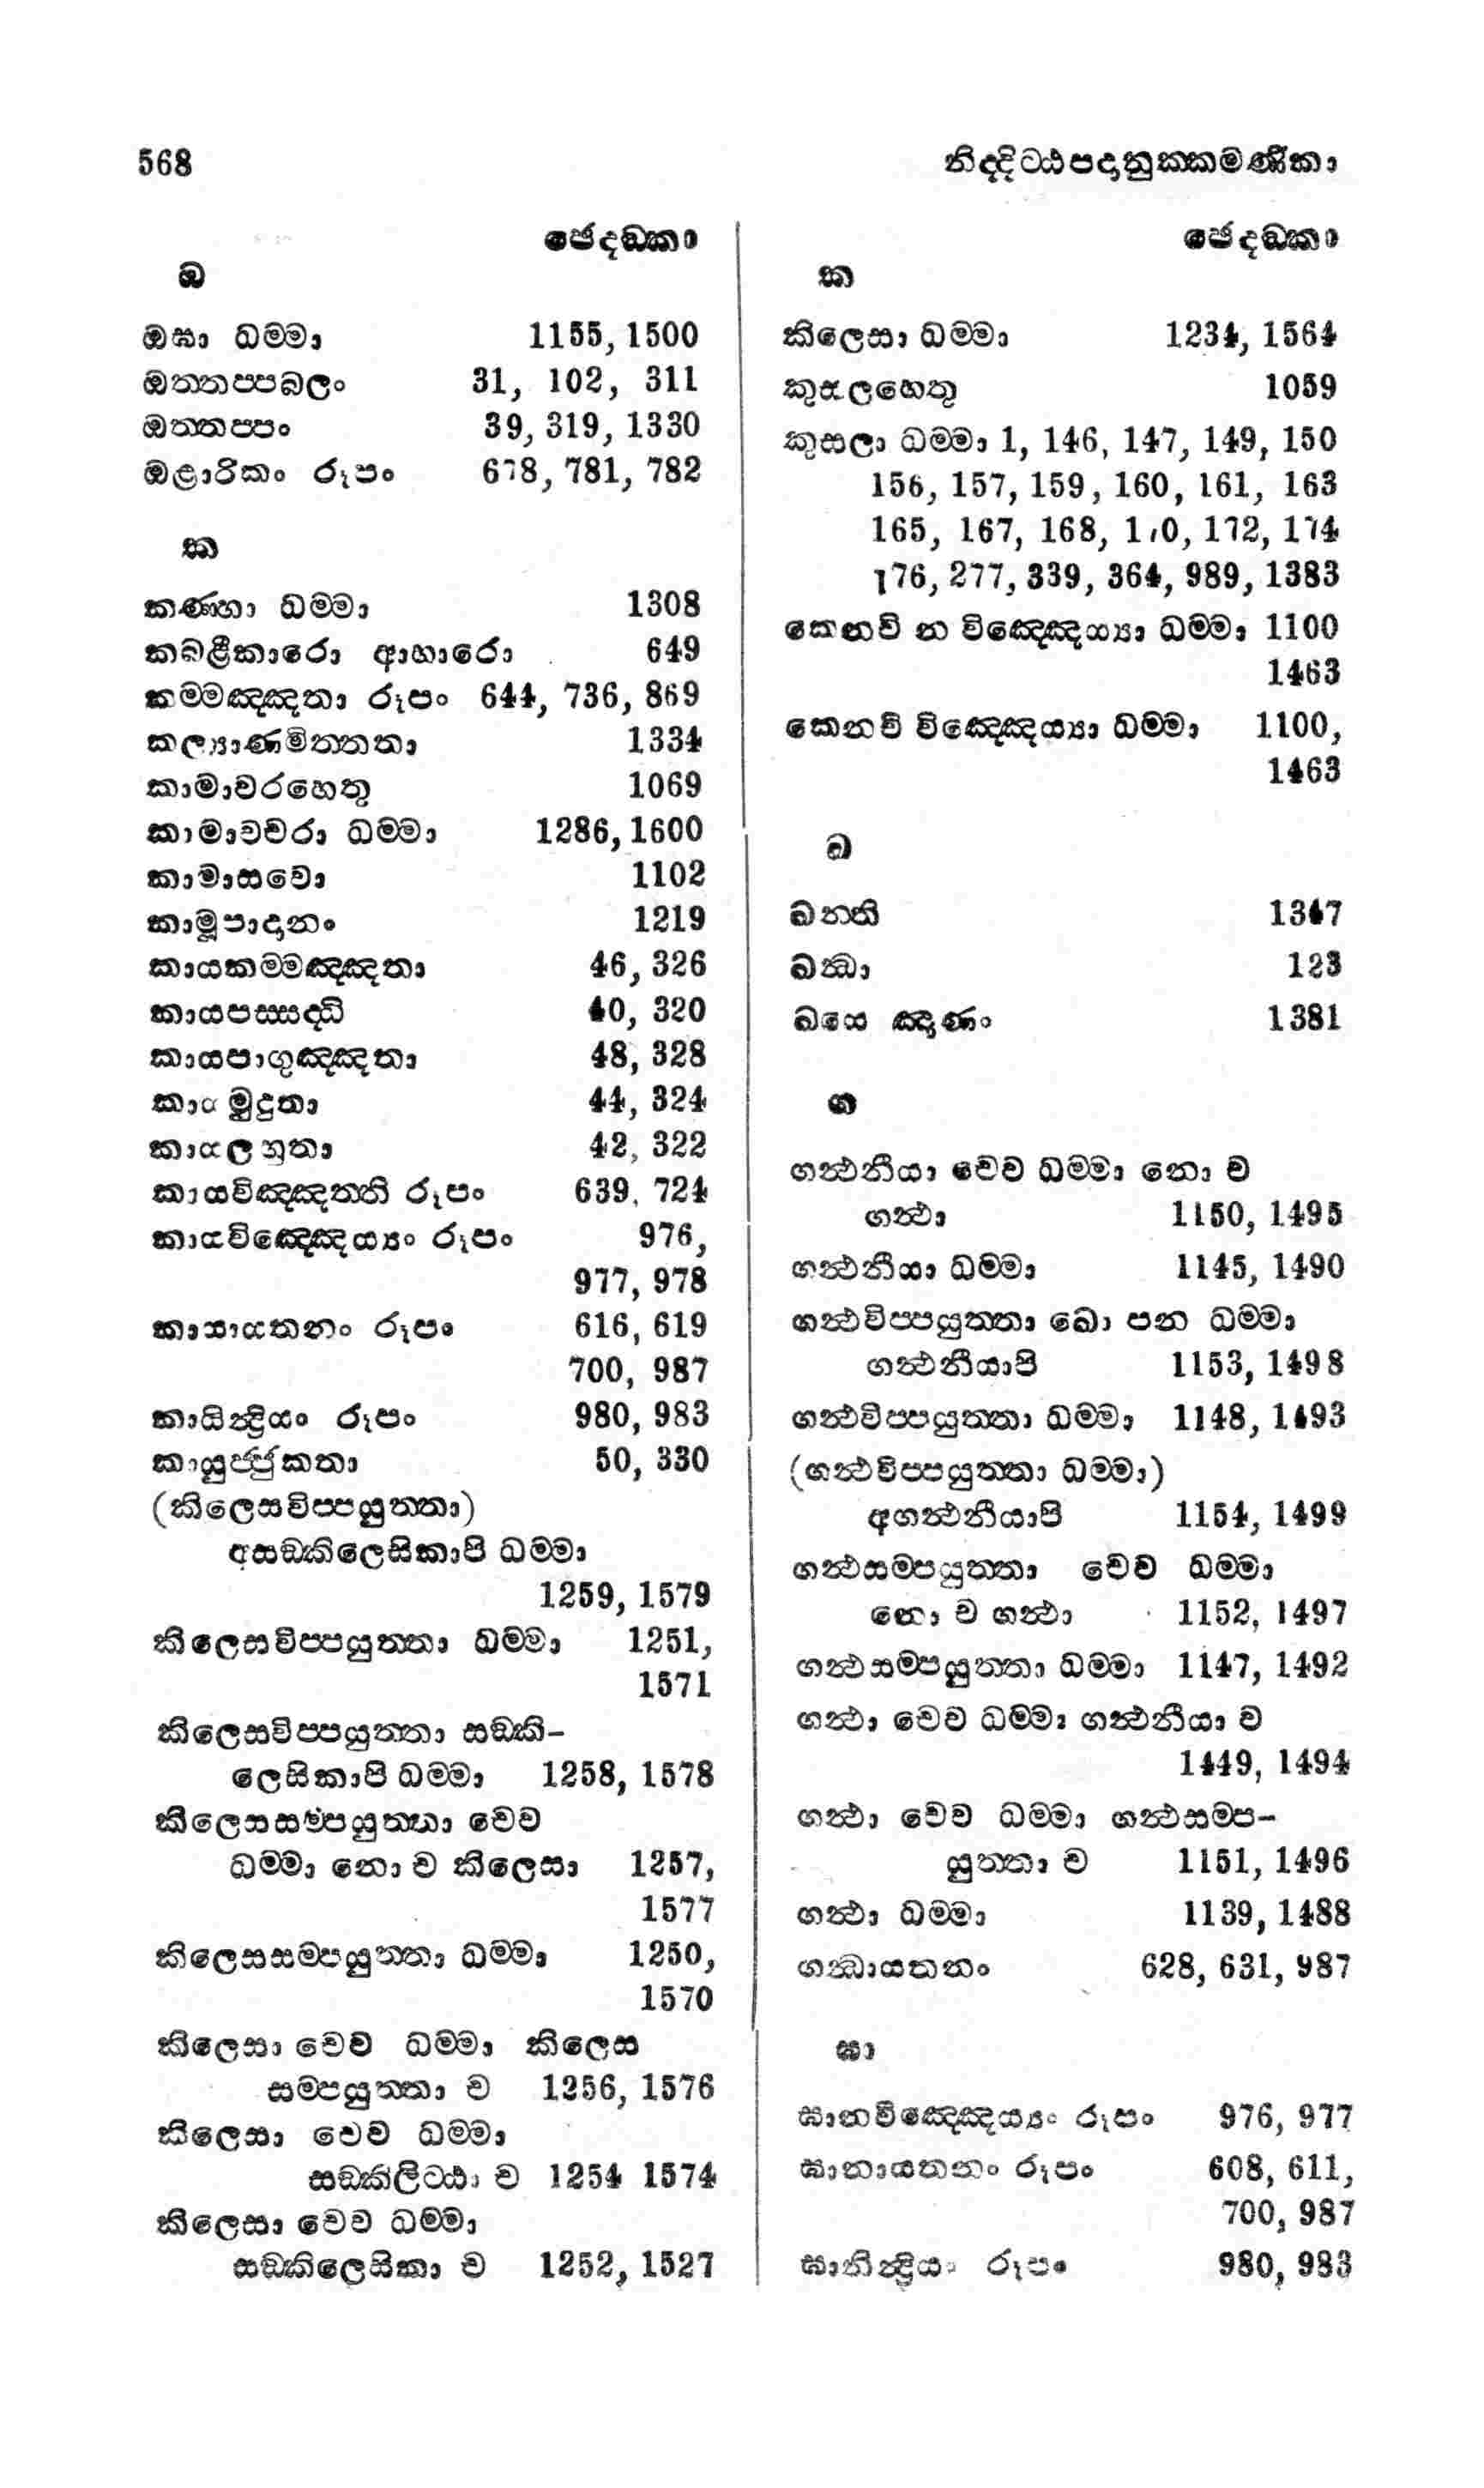 568
නිද‍්දිට‍්ඨපදානුක‍්කමණිකා
ඡෙදඞ‍්කා
ඔ
ඔඝා ධම‍්මා 1155, 1500
ඔත‍්තප‍්පබලං 31, 102, 311
ඔත‍්තප‍්පං 39, 319, 1330
ඔළාරිකං රූපං 678, 781, 782
ක
කණ‍්හා ධම‍්මා 1308
කබළීකාරො ආහාරො 649
කම‍්මඤ‍්ඤතා රූපං 644, 736, 869
කල්‍යාණමිත‍්තතා 1334
කාමාවරහෙතු 1069
කාමාවචරා ධම‍්මා 1286, 1600
කාමාසවො 1102
කාමූපාදානං 1219
කායකම‍්මඤ‍්ඤතා 46, 326
කායපස‍්සද‍්ධි 40, 320
කායපාගුඤ‍්ඤතා 48, 328
කායමුදුතා 44, 324
කායලහුතා 42, 322
කායවිඤ‍්ඤත‍්ති රූපං 639, 724
කායවිඤ‍්ඤෙය්‍යං රූපං 976,
977, 978
කායායතනං රූපං 616, 619
700, 987
කායින්‍ද්‍රියං රූපං 980, 983
කායුජ‍්ජුකතා 50, 330
(කිලෙසවිප‍්පයුත‍්තා)
අසඞ‍්කිලෙසිකාපි ධම‍්මා
1259, 1579
කිලෙසවිප‍්පයුත‍්තා ධම‍්මා 1251,
1571
කිලෙසවිප‍්පයුත‍්තා සඞ‍්කි-
ලෙසිකාපි ධම‍්මා 1258, 1578
කිලෙසසම‍්පයුත‍්තා චෙව
ධම‍්මා නො ච කිලෙසා 1257,
1577
කිලෙසසම‍්පයුත‍්තා ධම‍්මා 1250,
1570
කිලෙසා චෙව ධම‍්මා කිලෙස
සම‍්පයුත‍්තා ච 1256, 1576
කිලෙසා චෙව ධම‍්මා
සඞ‍්කිලිට‍්ඨා ච 1254 1574
කිලෙසා චෙව ධම‍්මා
සඞ‍්කිලෙසිකා ච 1252, 1527
ඡෙදඞ‍්කා
ක
කිලෙසා ධම‍්මා 1234, 1564
කුසලහෙතූ 1059
කුසලා ධම‍්මා 1, 146, 147, 149, 150
156, 157, 159, 160, 161, 163
165, 167, 168, 170, 172, 174
176, 277, 339, 364, 989, 1383
කෙනචි න විඤ‍්ඤෙය්‍යා ධම‍්මා 1100
1463
කෙනචි විඤ‍්ඤෙය්‍යා ධම‍්මා 1100,
1463
ඛ
ඛන‍්ති 1347
ඛන‍්ධා 123
ඛයෙ ඤාණං 1381
ග
ගන්‍ථනීයා චෙව ධම‍්මා නො ච
ගන්‍ථා 1150, 1495
ගන්‍ථනීයා ධම‍්මා 1145, 1490
ගන්‍ථවිප‍්පයුත‍්තා ඛො පන ධම‍්මා
ගන්‍ථනීයාපි 1153, 1498
ගන්‍ථවිප‍්පයුත‍්තා ධම‍්මා 1148, 1493
(ගන්‍ථවිප‍්පයුත‍්තා ධම‍්මා)
අගන්‍ථනීයාපි 1154, 1499
ගන්‍ථසම‍්පයුත‍්තා චෙව ධම‍්මා
නො ච ගන්‍ථා 1152, 1497
ගන්‍ථසම‍්පයුත‍්තා ධම‍්මා 1147, 1492
ගන්‍ථා චෙව ධම‍්මා ගන්‍ථනීයා ච
1449, 1494
ගන්‍ථා චෙව ධම‍්මා ගන්‍ථසම‍්ප-
යුත‍්තා ච 1151, 1496
ගන්‍ථා ධම‍්මා 1139, 1488
ගන්‍ධායතනං 628, 631, 987
ඝා
ඝානවිඤ‍්ඤෙය්‍යං රූපං 976, 977
ඝානායතනං රූපං 608, 611,
700, 987
ඝානින්‍ද්‍රියං රූපං 980, 983